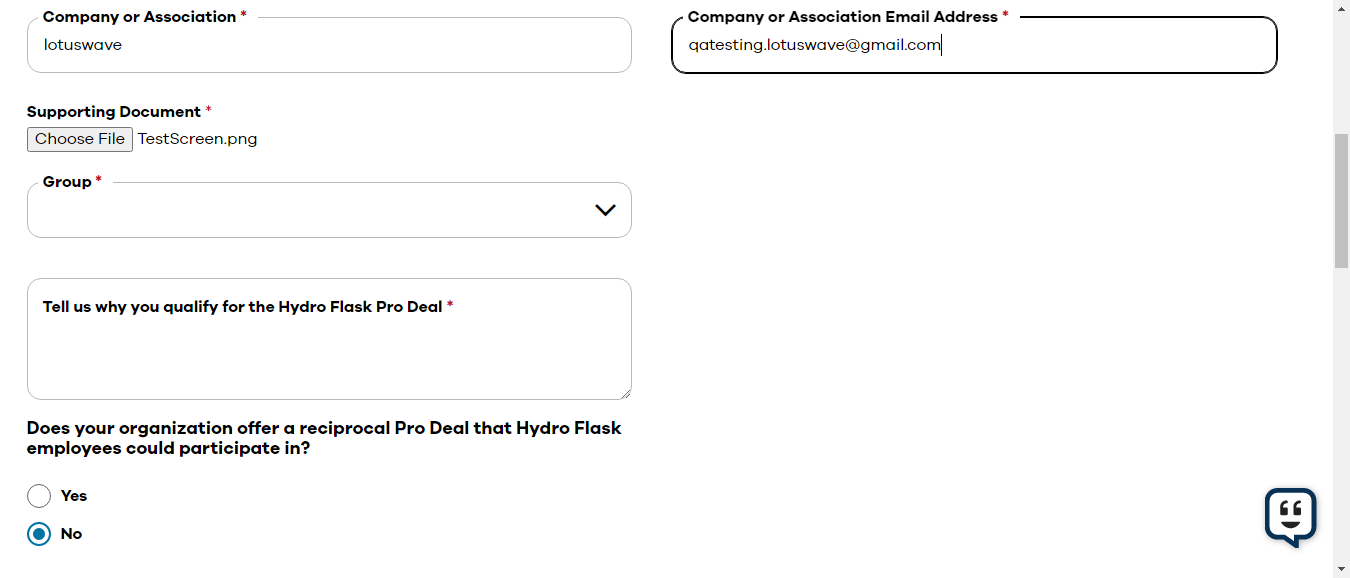 Company or Association *
lotuswave
Company or Association Email Address *
qatesting.lotuswave@gmail.com
Supporting Document *
Choose File TestScreen.png
Group *
Tell us why you qualify for the Hydro Flask Pro Deal *
Does your organization offer a reciprocal Pro Deal that Hydro Flask
employees could participate in?
Yes
No